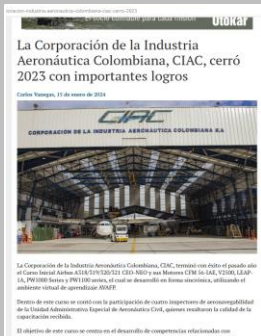 La Corporación de la Industria
Aeronáutica Colombiana, CIAC, cerró
2023 con importantes logros
Carlos Vanegas, 15 de enero de 2024
CIAC
CORPORACIÓN DE LA INDUSTRIA AERONÁUTICA COLOMBIANA S.A.
La Corporación de la Industria Aeronáutica Colombiana, CIAC, terminó con éxito el pasado año
el Curso Inicial Airbus A318/319/320/321 CEO-NEO y sus Motores CFM 56-IAE, V2500, LEAP-
1A, PW1000 Series y PW1100 series, el cual se desarrolló en forma sincrónica, utilizando el
ambiente virtual de aprendizaje AVAFP.
Dentro de este curso se contó con la participación de cuatro inspectores de aeronavegabilidad
de la Unidad Administrativa Especial de Aeronáutica Civil, quienes resaltaron la calidad de la
capacitación recibida.
El objetivo de este curso se centra en el desarrollo de competencias relacionadas con